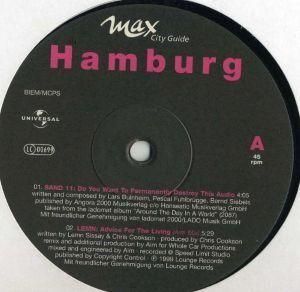 max
City Guide
Hamburg
BIEM/MCPS
UNIVERSAL
LC 00699
A
45
rpm
01. SAND 11: Do You Want To Permanently Destroy This Audio 4:05
written and composed by Lars Bulnheim, Pascal Fuhlbrügge, Bernd
published by Angora 2000 Musikverlag c/o Hanseatic Musikverlag GmbH
taken from the ladomat album "Around The Day In A World" (2087)
Mit freundlicher Genehmigung von ladomat 2000/LADO Musik GmbH
02. LEMN: Advice For The Living 5:29
written by Lemn Sissay & Chris Cookson · produced by Chris Cookson
remix and additional production by Aim for Whole Car Productions
mixed and engineered by Aim · recorded @ Speed Limit Studio
published by Copyright Control · ℗ 1999 Lounge Records
Mit freundlicher Genehmigung von Lounge Records